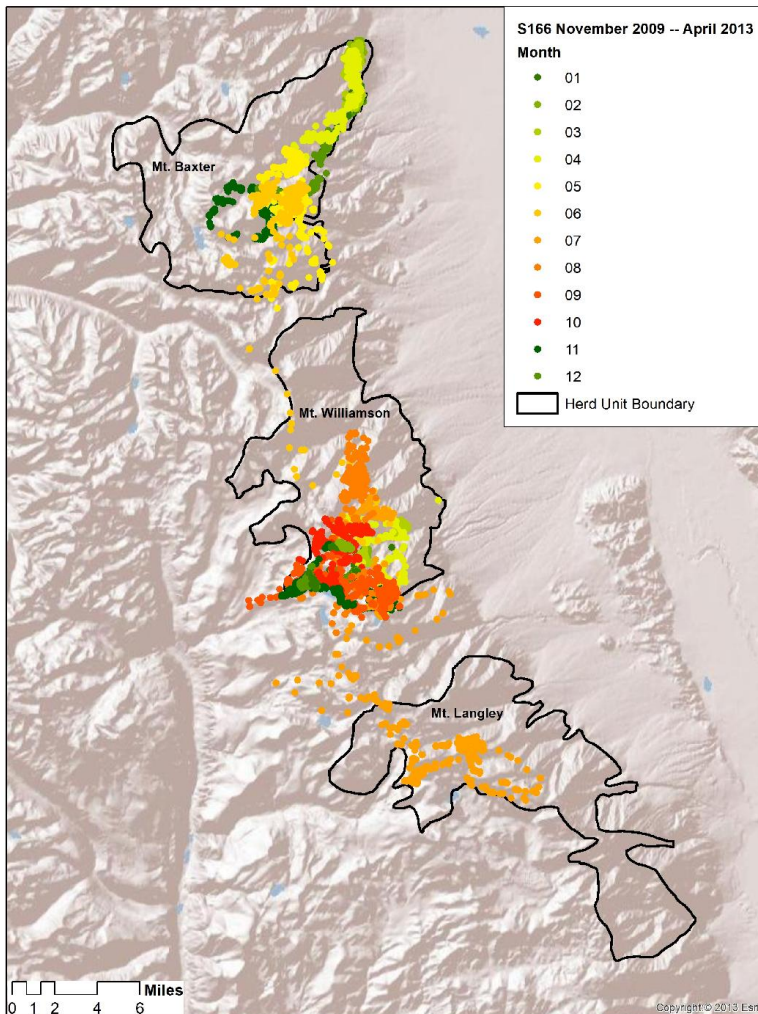 S166 November 2009 -- April 2013
Month
01
02
03
04
05
06
07
08
09
10
11
12
Herd Unit Boundary
Mt. Baxter
Mt. Williamson
Mt. Langley
Miles
0 1 2 4 6
Copyright:© 2013 Esri